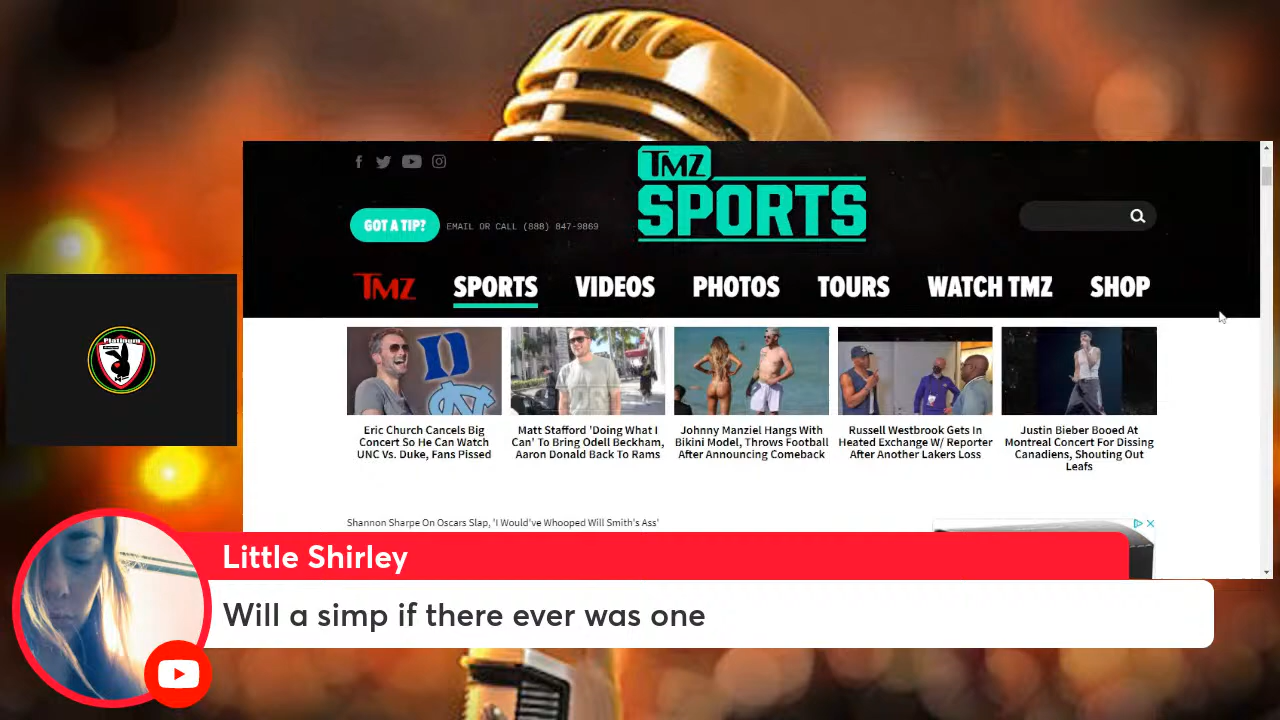 TMZ
SPORTS
GOT A TIP?
EMAIL OR CALL (888) 847-9869
TMZ
SPORTS
VIDEOS
PHOTOS
TOURS
WATCH TMZ
SHOP
Eric Church Cancels Big
Concert So He Can Watch
UNC Vs. Duke, Fans Pissed
Matt Stafford 'Doing What I
Can' To Bring Odell Beckham,
Aaron Donald Back To Rams
Johnny Manziel Hangs With
Bikini Model, Throws Football
After Announcing Comeback
Russell Westbrook Gets In
Heated Exchange W/ Reporter
After Another Lakers Loss
Justin Bieber Booed At
Montreal Concert For Dissing
Canadiens, Shouting Out
Leafs
Shannon Sharpe On Oscars Slap, 'I Would've Whooped Will Smith's Ass'
Platinum
Little Shirley
Will a simp if there ever was one